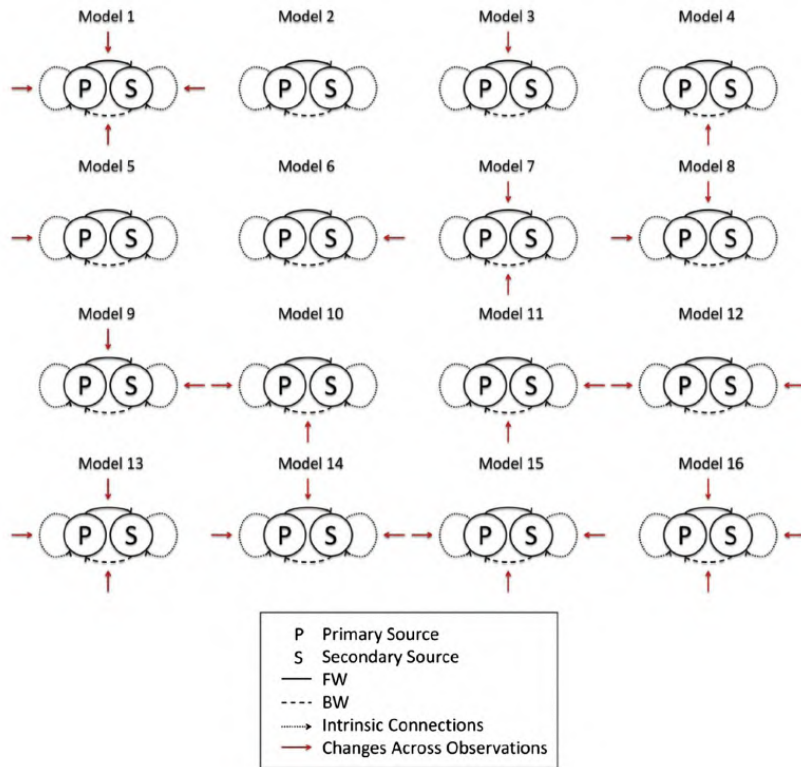 Model 1 Model 2 Model 3 Model 4
P S P S P S P S
Model 5 Model 6 Model 7 Model 8
P S P S P S P S
Model 9 Model 10 Model 11 Model 12
P S P S P S P S
Model 13 Model 14 Model 15 Model 16
P S P S P S P S
P Primary Source
S Secondary Source
FW
BW
Intrinsic Connections
Changes Across Observations